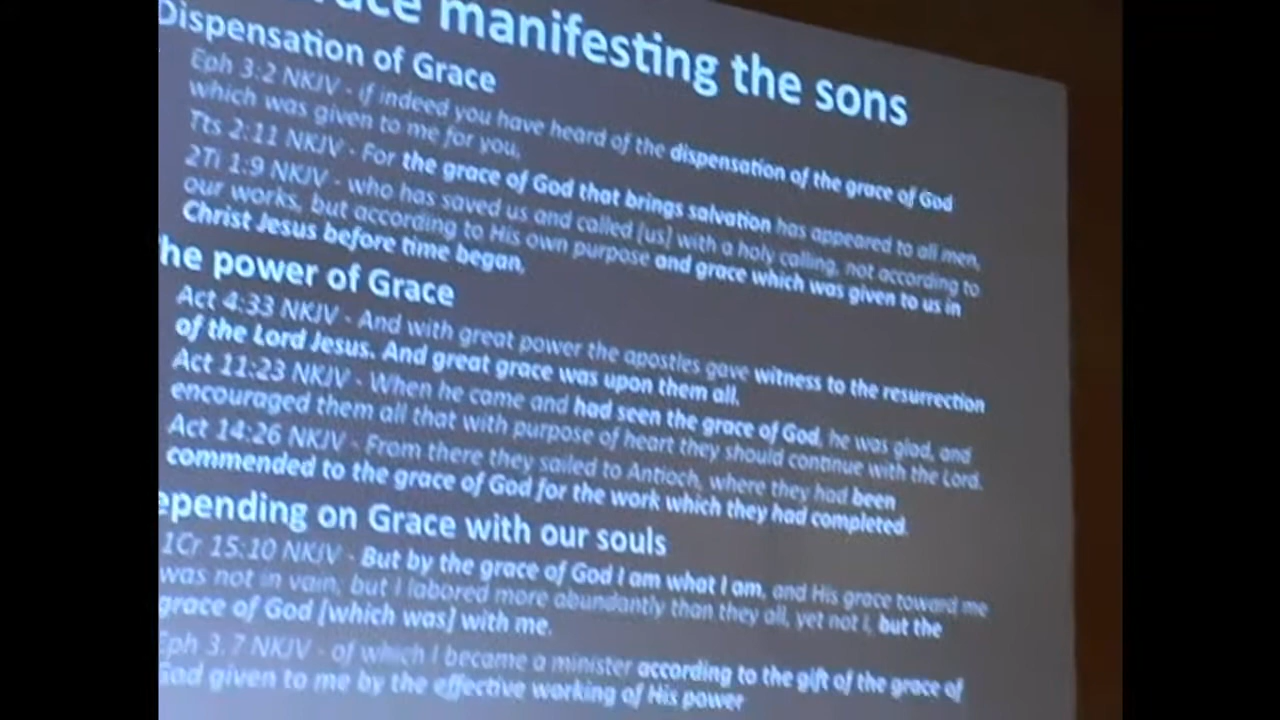 manifesting the sons
Dispensation of Grace
Eph 3:2 NKJV - if indeed you have heard of the dispensation of the grace of God
which was given to me for you,
Tts 2:11 NKJV - For the grace of God that brings salvation has appeared to all men,
2Ti 1:9 NKJV - who has saved us and called [us] with a holy calling, not according to
our works, but according to His own purpose and grace which was given to us in
Christ Jesus before time began,
he power of Grace
Act 4:33 NKJV - And with great power the apostles gave witness to the resurrection
of the Lord Jesus. And great grace was upon them all.
Act 11:23 NKJV - When he came and had seen the grace of God, he was glad, and
encouraged them all that with purpose of heart they should continue with the Lord.
Act 14:26 NKJV - From there they sailed to Antioch, where they had been
commended to the grace of God for the work which they had completed.
epending on Grace with our souls
1Cr 15:10 NKJV - But by the grace of God I am what I am, and His grace toward me
was not in vain, but I labored more abundantly than they all, yet not I, but the
grace of God [which was] with me.
Eph 3.7 NKJV - of which I became a minister according to the gift of the grace of
God given to me by the effective working of His power